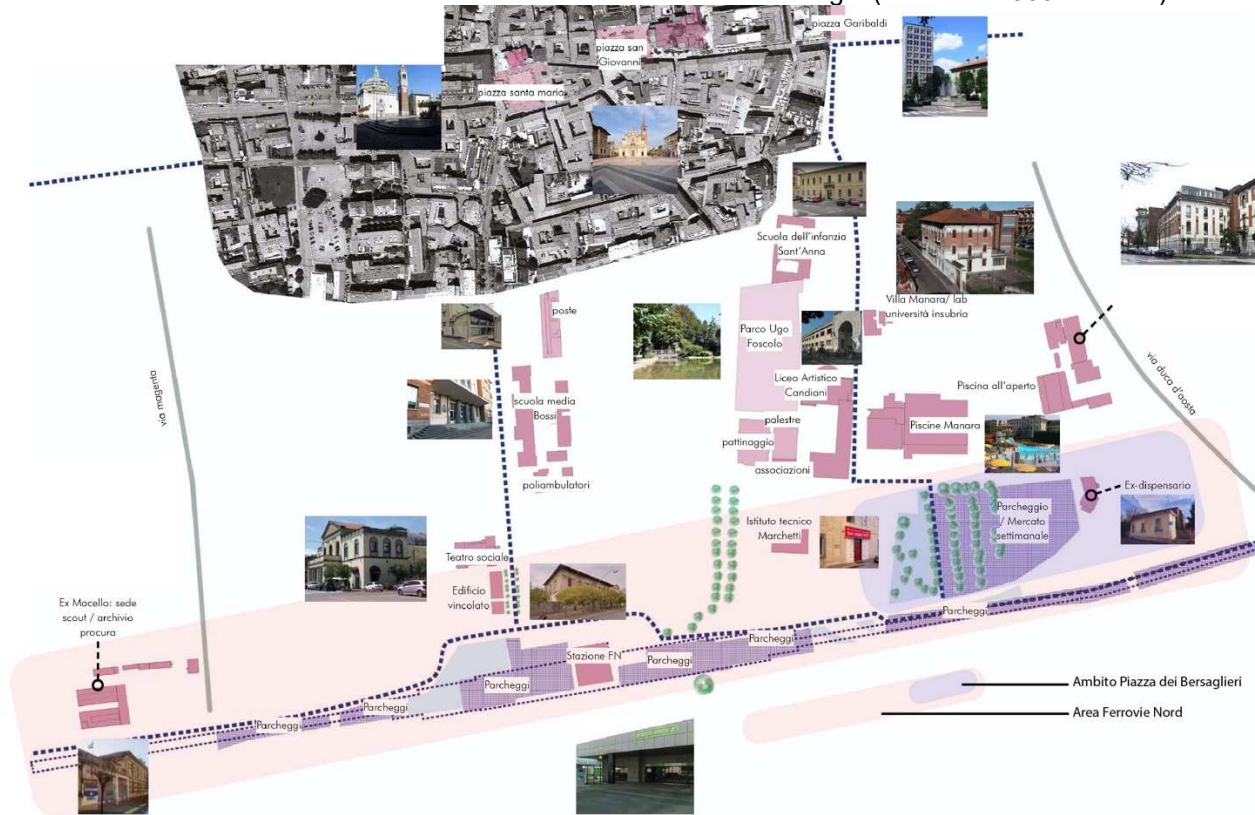 piazza Garibaldi
piazza san
Giovanni
piazza santa maria
Scuola dell'infanzia
Sant'Anna
Villa Manara/ lab
università insubria
poste
Parco Ugo
Foscolo
via magenta
via duca d'aosta
Liceo Artistico
Candiani
Piscina all'aperto
scuola media
Bossi
palestre
Piscine Manara
pattinaggio
associazioni
poliambulatori
Ex-dispensario
Parcheggio
/ Mercato
settimanale
Istituto tecnico
Marchetti
Teatro sociale
Edificio
vincolato
Ex Macello: sede
scout / archivio
procura
Parcheggi
Parcheggi
Stazione FN
Parcheggi
Parcheggi
Parcheggi
Parcheggi
Parcheggi
Ambito Piazza dei Bersaglieri
Area Ferrovie Nord